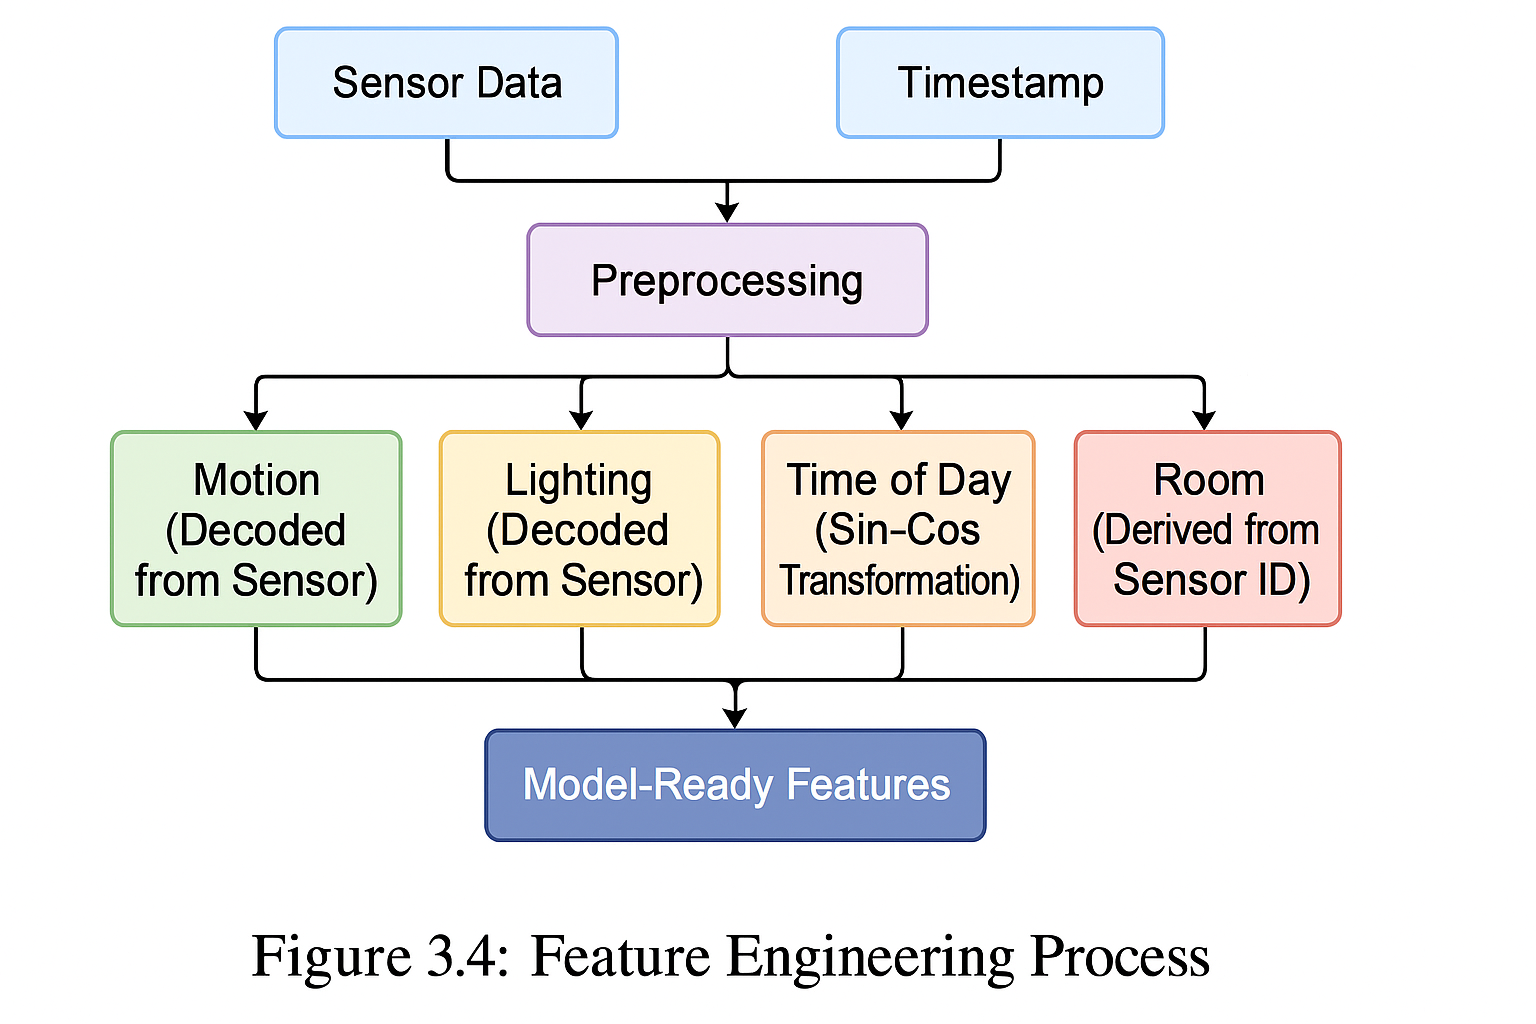 Sensor Data
Timestamp
Preprocessing
Motion
(Decoded
from Sensor)
Lighting
(Decoded
from Sensor)
Time of Day
(Sin-Cos
Transformation)
Room
(Derived from
Sensor ID)
Model-Ready Features
Figure 3.4: Feature Engineering Process